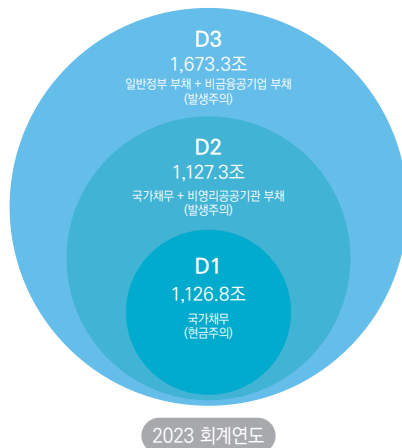 D3
1,673.3조
일반정부 부채 + 비금융공기업 부채
(발생주의)
D2
1,127.3조
국가채무 + 비영리공공기관 부채
(발생주의)
D1
1,126.8조
국가채무
(현금주의)
2023 회계연도